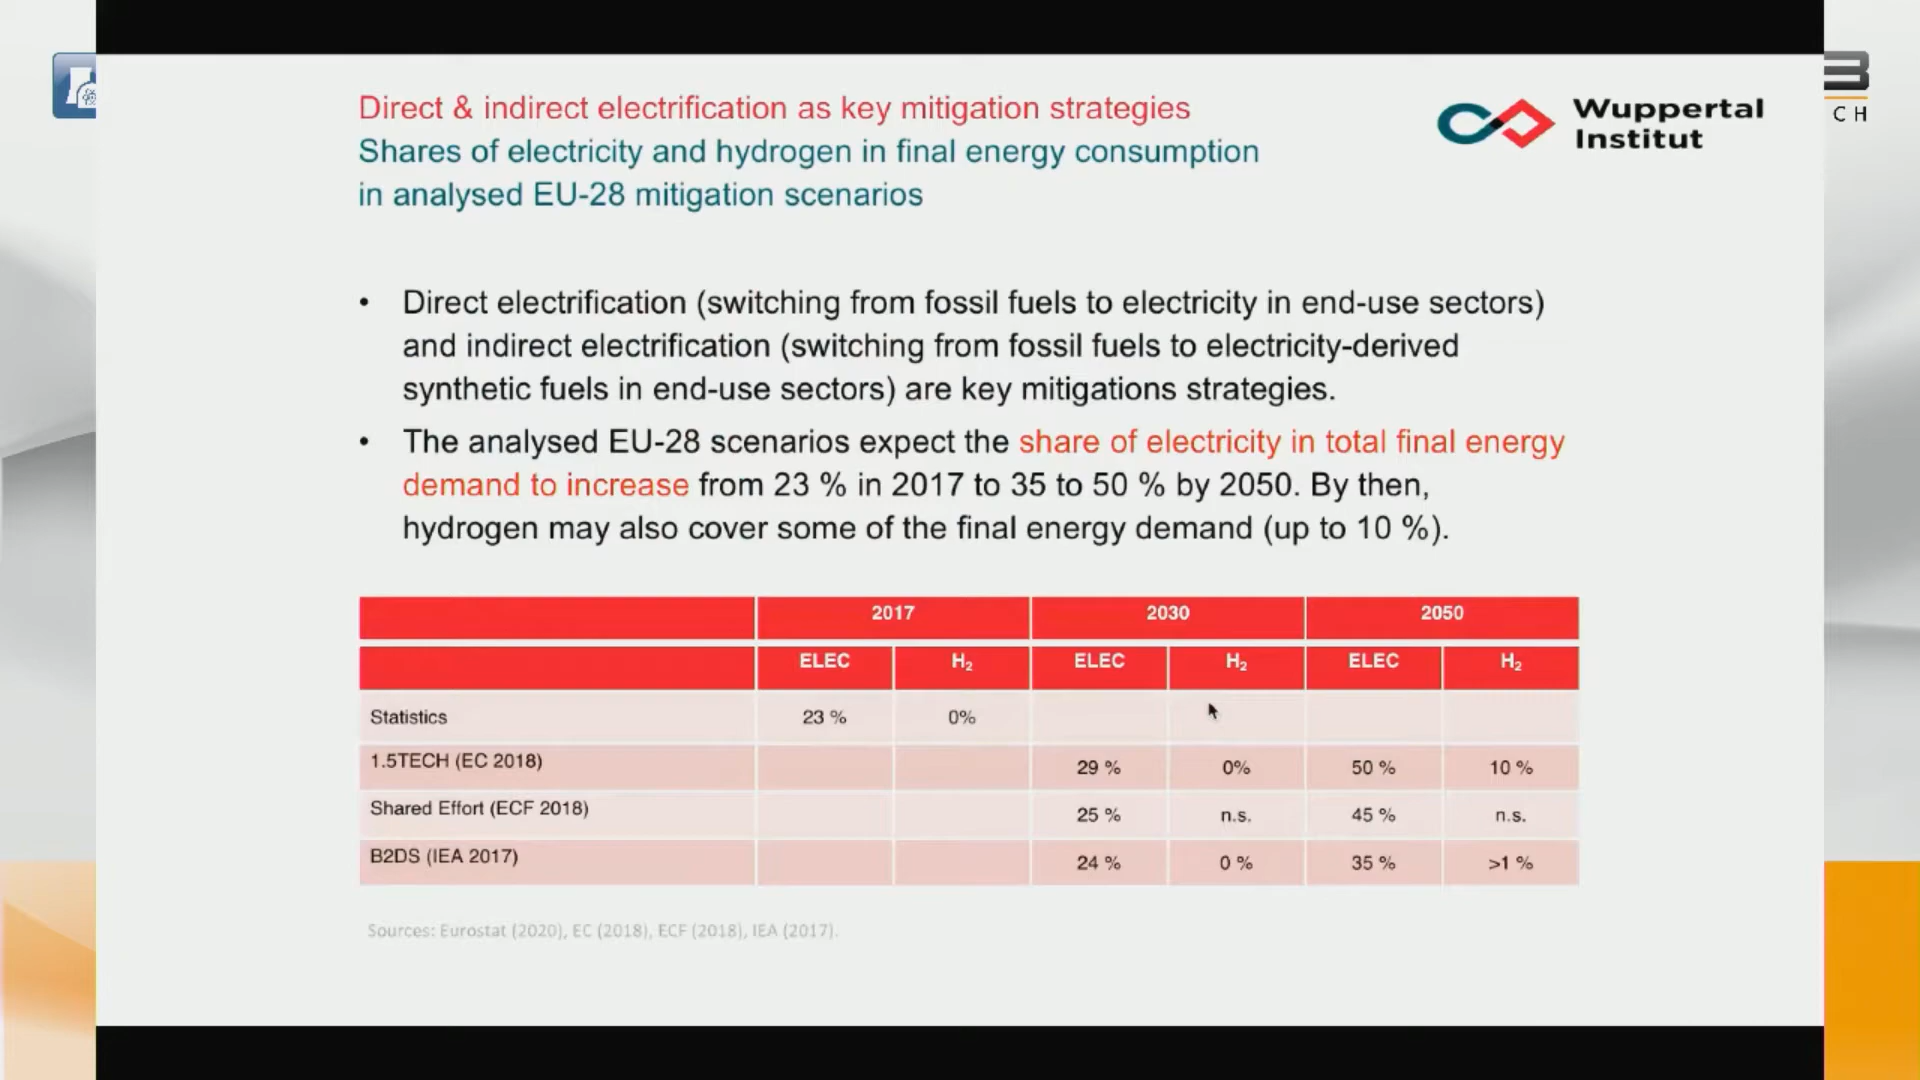 Direct & indirect electrification as key mitigation strategies
Shares of electricity and hydrogen in final energy consumption
in analysed EU-28 mitigation scenarios
Wuppertal
Institut
CH
• Direct electrification (switching from fossil fuels to electricity in end-use sectors)
and indirect electrification (switching from fossil fuels to electricity-derived
synthetic fuels in end-use sectors) are key mitigations strategies.
• The analysed EU-28 scenarios expect the share of electricity in total final energy
demand to increase from 23 % in 2017 to 35 to 50 % by 2050. By then,
hydrogen may also cover some of the final energy demand (up to 10 %).
2017 2030 2050
ELEC H₂ ELEC H₂ ELEC H₂
Statistics 23 % 0%
1.5TECH (EC 2018) 29 % 0% 50 % 10 %
Shared Effort (ECF 2018) 25 % n.s. 45 % n.s.
B2DS (IEA 2017) 24 % 0 % 35 % >1 %
Sources: Eurostat (2020), EC (2018), ECF (2018), IEA (2017).